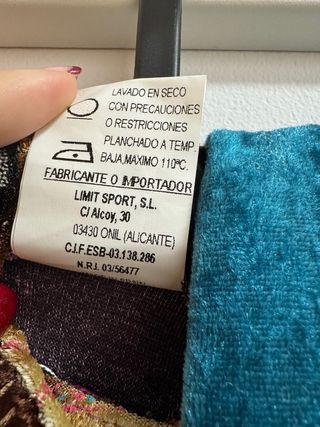 LAVADO EN SECO
CON PRECAUCIONES
O RESTRICCIONES
PLANCHADO A TEMP.
BAJA, MAXIMO 110ºC.
FABRICANTE O IMPORTADOR
LIMIT SPORT, S.L.
C/ Alcoy, 30
03430 ONIL (ALICANTE)
C.I.F.ESB-03.138.286
N.R.I. 03/56477